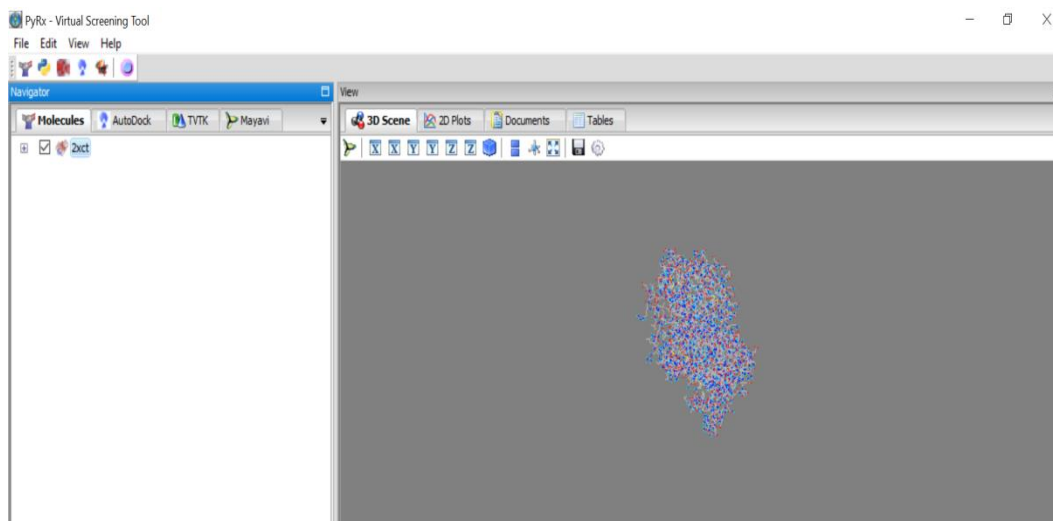 PyRx - Virtual Screening Tool
File Edit View Help
Navigator
View
Molecules AutoDock TVTK Mayavi
3D Scene 2D Plots Documents Tables
2xct
X X Y Y Z Z